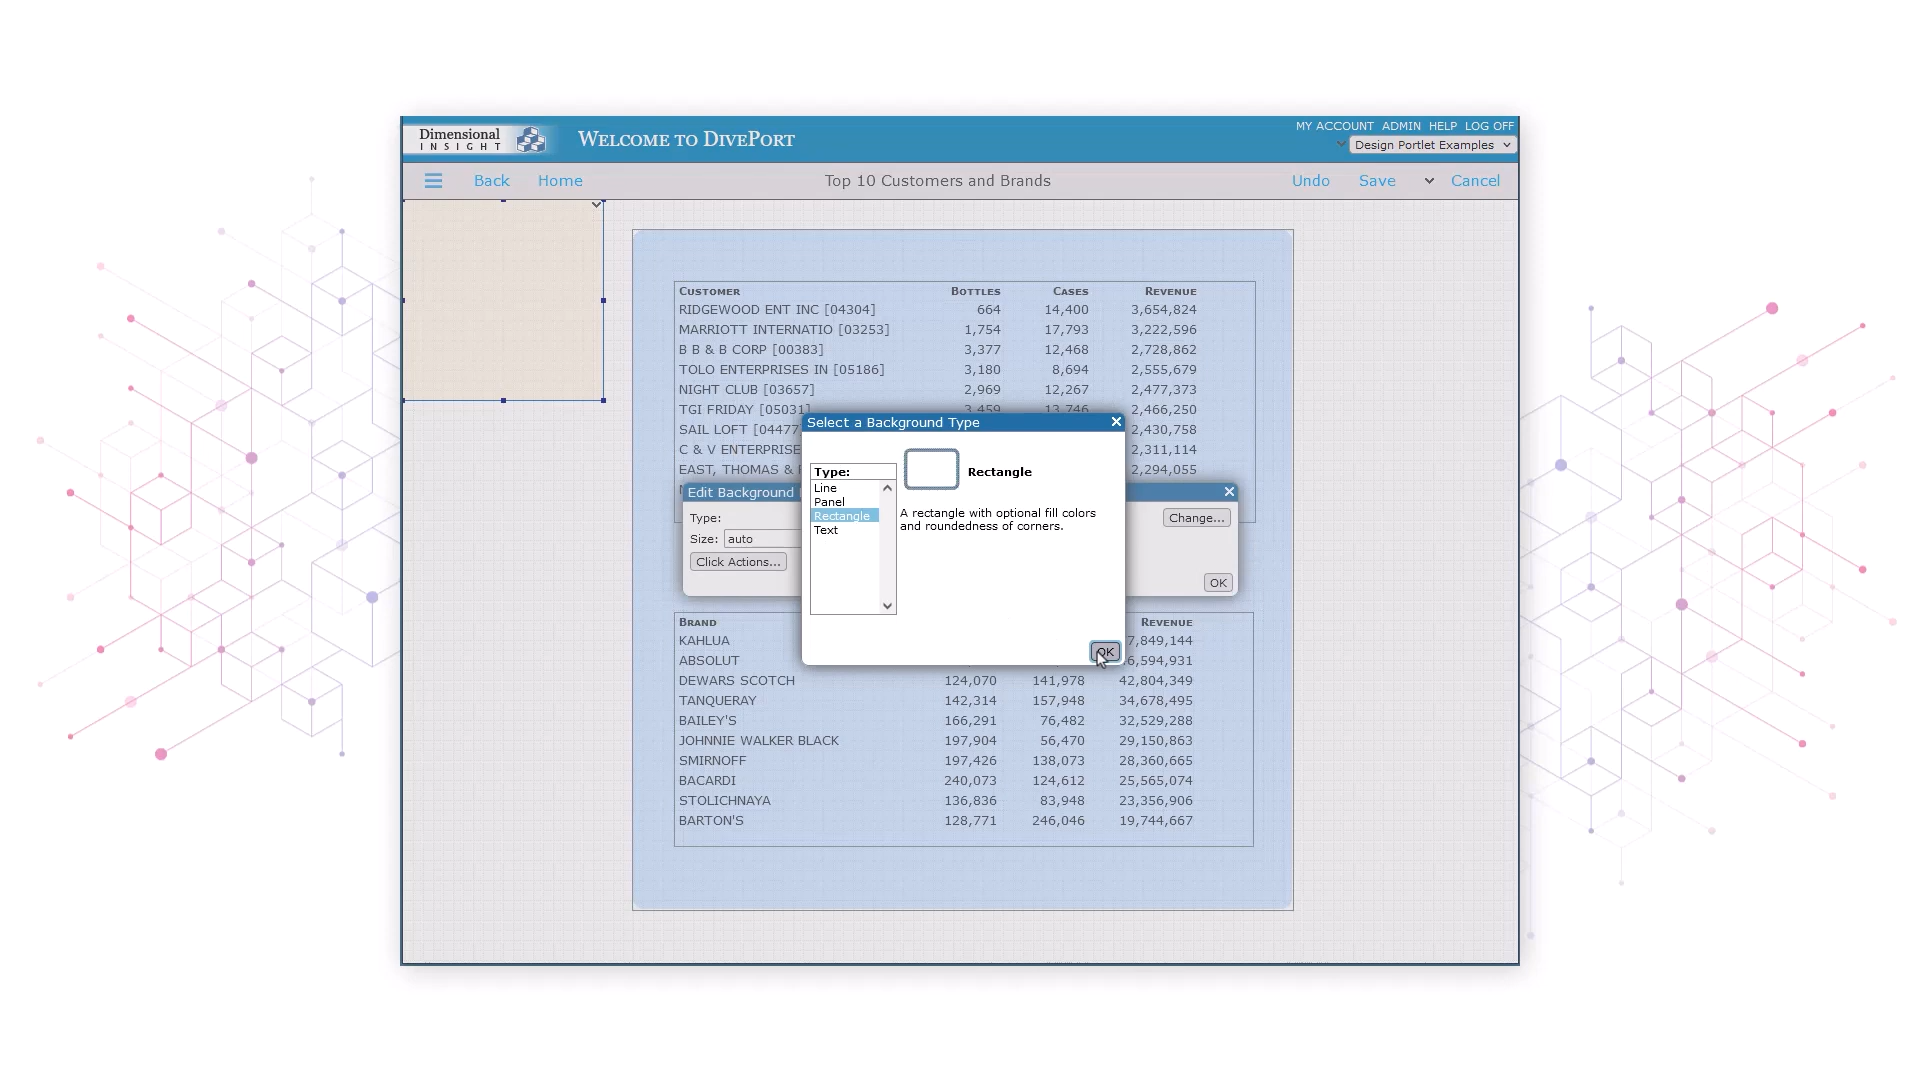 Dimensional
INSIGHT
WELCOME TO DIVEPORT
MY ACCOUNT ADMIN HELP LOG OFF
Design Portlet Examples
Back Home Top 10 Customers and Brands Undo Save Cancel
CUSTOMER BOTTLES CASES REVENUE
RIDGEWOOD ENT INC [04304] 664 14,400 3,654,824
MARRIOTT INTERNATIO [03253] 1,754 17,793 3,222,596
B B & B CORP [00383] 3,377 12,468 2,728,862
TOLO ENTERPRISES IN [05186] 3,180 8,694 2,555,679
NIGHT CLUB [03657] 2,969 12,267 2,477,373
TGI FRIDAY [05031] 3,459 13,746 2,466,250
SAIL LOFT [04477 2,430,758
C & V ENTERPRISE 2,311,114
EAST, THOMAS & 2,294,055
Select a Background Type
Type:
Line
Panel
Rectangle
Text
Rectangle
A rectangle with optional fill colors
and roundedness of corners.
OK
Edit Background
Type: Change...
Size: auto
Click Actions...
OK
BRAND REVENUE
KAHLUA 7,849,144
ABSOLUT 6,594,931
DEWARS SCOTCH 124,070 141,978 42,804,349
TANQUERAY 142,314 157,948 34,678,495
BAILEY'S 166,291 76,482 32,529,288
JOHNNIE WALKER BLACK 197,904 56,470 29,150,863
SMIRNOFF 197,426 138,073 28,360,665
BACARDI 240,073 124,612 25,565,074
STOLICHNAYA 136,836 83,948 23,356,906
BARTON'S 128,771 246,046 19,744,667